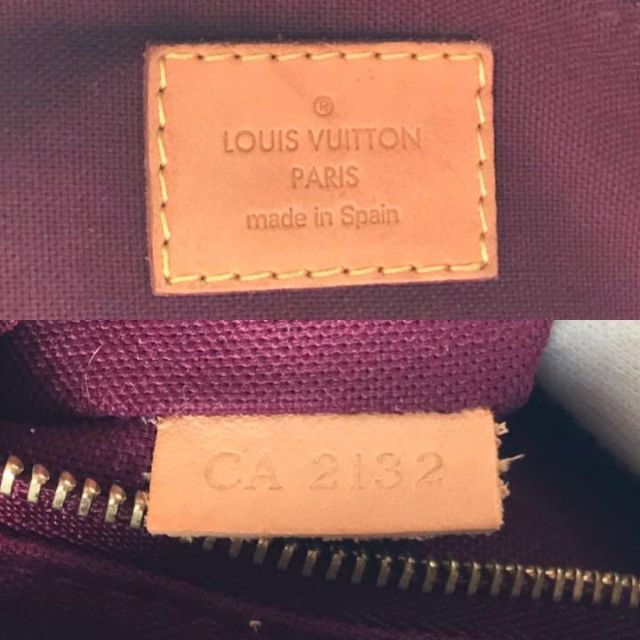 ®
LOUIS VUITTON
PARIS
made in Spain
CA 2132